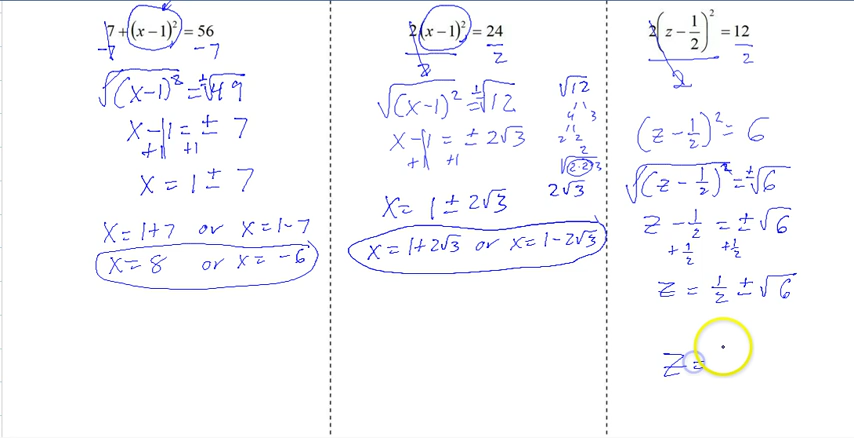 7 + (x − 1)² = 56
−7 −7
√(x − 1)² = ±√49
x − 1 = ± 7
+1 +1
x = 1 ± 7
x = 1+7 or x = 1−7
x = 8 or x = −6
2(x − 1)² = 24
2 2
√(x − 1)² = ±√12
x − 1 = ± 2√3
+1 +1
x = 1 ± 2√3
x = 1+2√3 or x = 1−2√3
√12
4 3
2 2
2
√2·2·3
2√3
2(z − 1/2)² = 12
2 2
(z − 1/2)² = 6
√(z − 1/2)² = ±√6
z − 1/2 = ±√6
+1/2 +1/2
z = 1/2 ± √6
z =